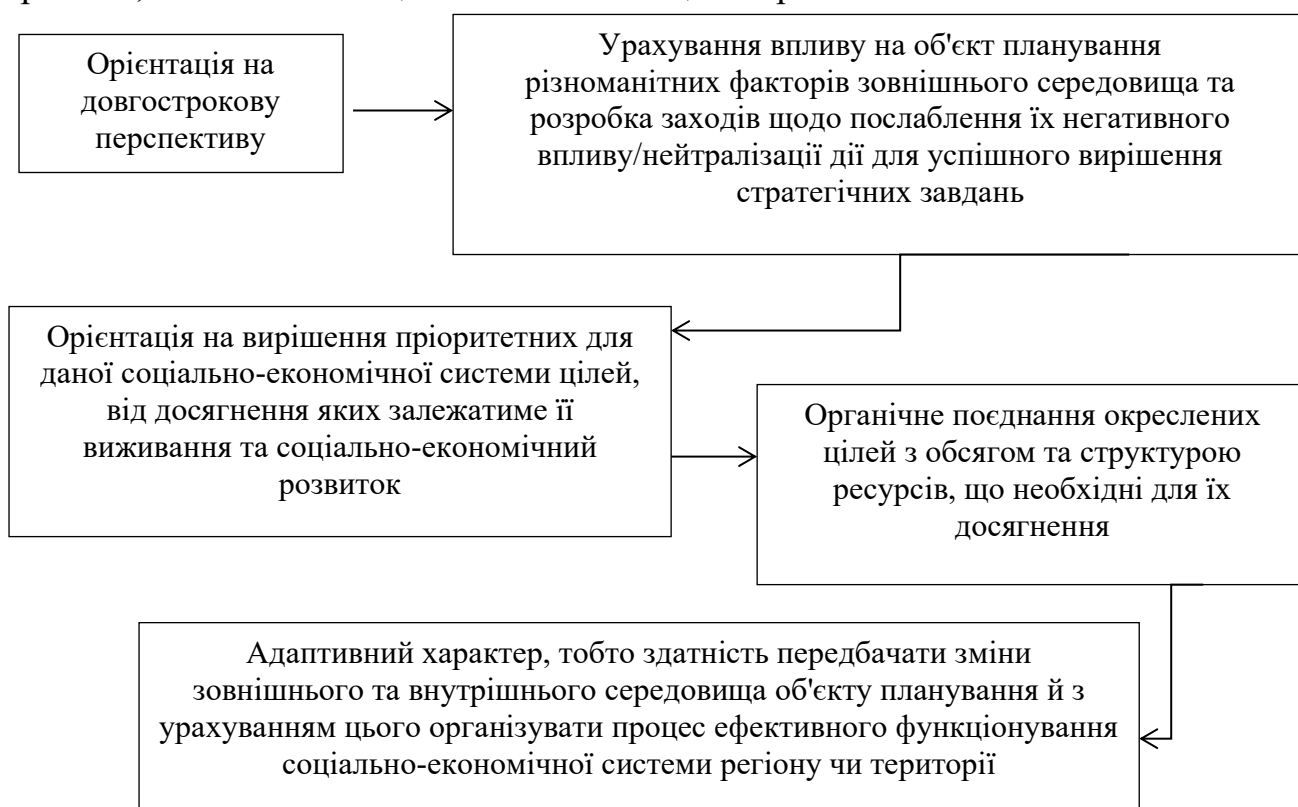 Орієнтація на
довгострокову
перспективу
Урахування впливу на об'єкт планування
різноманітних факторів зовнішнього середовища та
розробка заходів щодо послаблення їх негативного
впливу/нейтралізації дії для успішного вирішення
стратегічних завдань
Орієнтація на вирішення пріоритетних для
даної соціально-економічної системи цілей,
від досягнення яких залежатиме її
виживання та соціально-економічний
розвиток
Органічне поєднання окреслених
цілей з обсягом та структурою
ресурсів, що необхідні для їх
досягнення
Адаптивний характер, тобто здатність передбачати зміни
зовнішнього та внутрішнього середовища об'єкту планування й з
урахуванням цього організувати процес ефективного функціонування
соціально-економічної системи регіону чи території